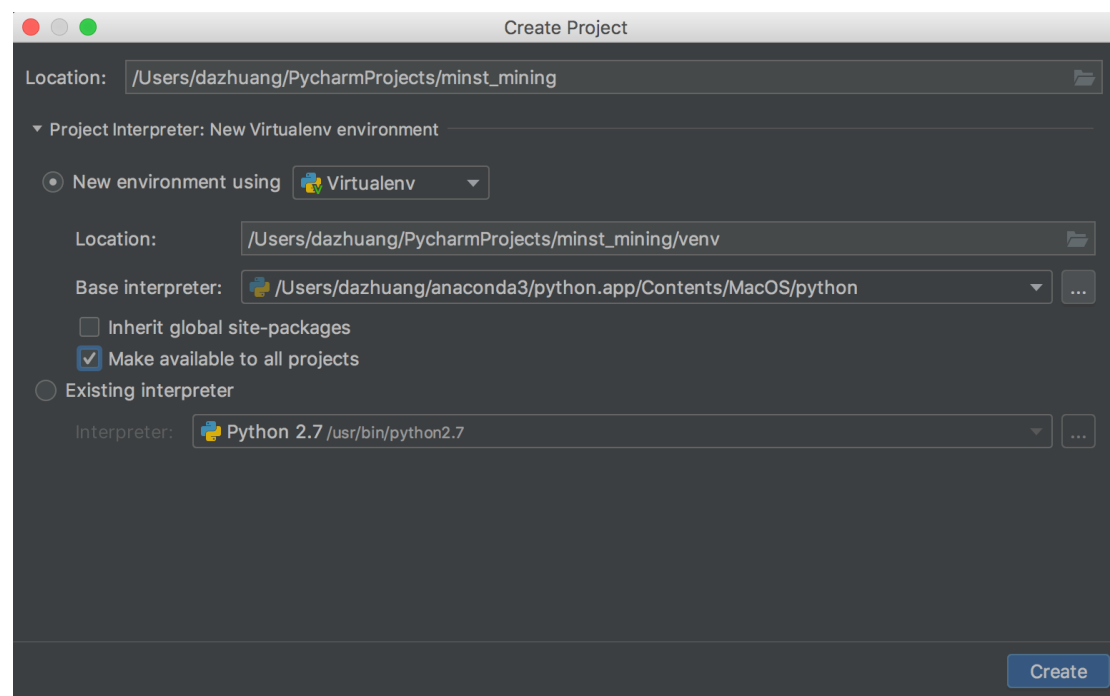 Create Project
Location: /Users/dazhuang/PycharmProjects/minst_mining
Project Interpreter: New Virtualenv environment
New environment using Virtualenv
Location: /Users/dazhuang/PycharmProjects/minst_mining/venv
Base interpreter: /Users/dazhuang/anaconda3/python.app/Contents/MacOS/python ...
Inherit global site-packages
Make available to all projects
Existing interpreter
Interpreter: Python 2.7 /usr/bin/python2.7 ...
Create